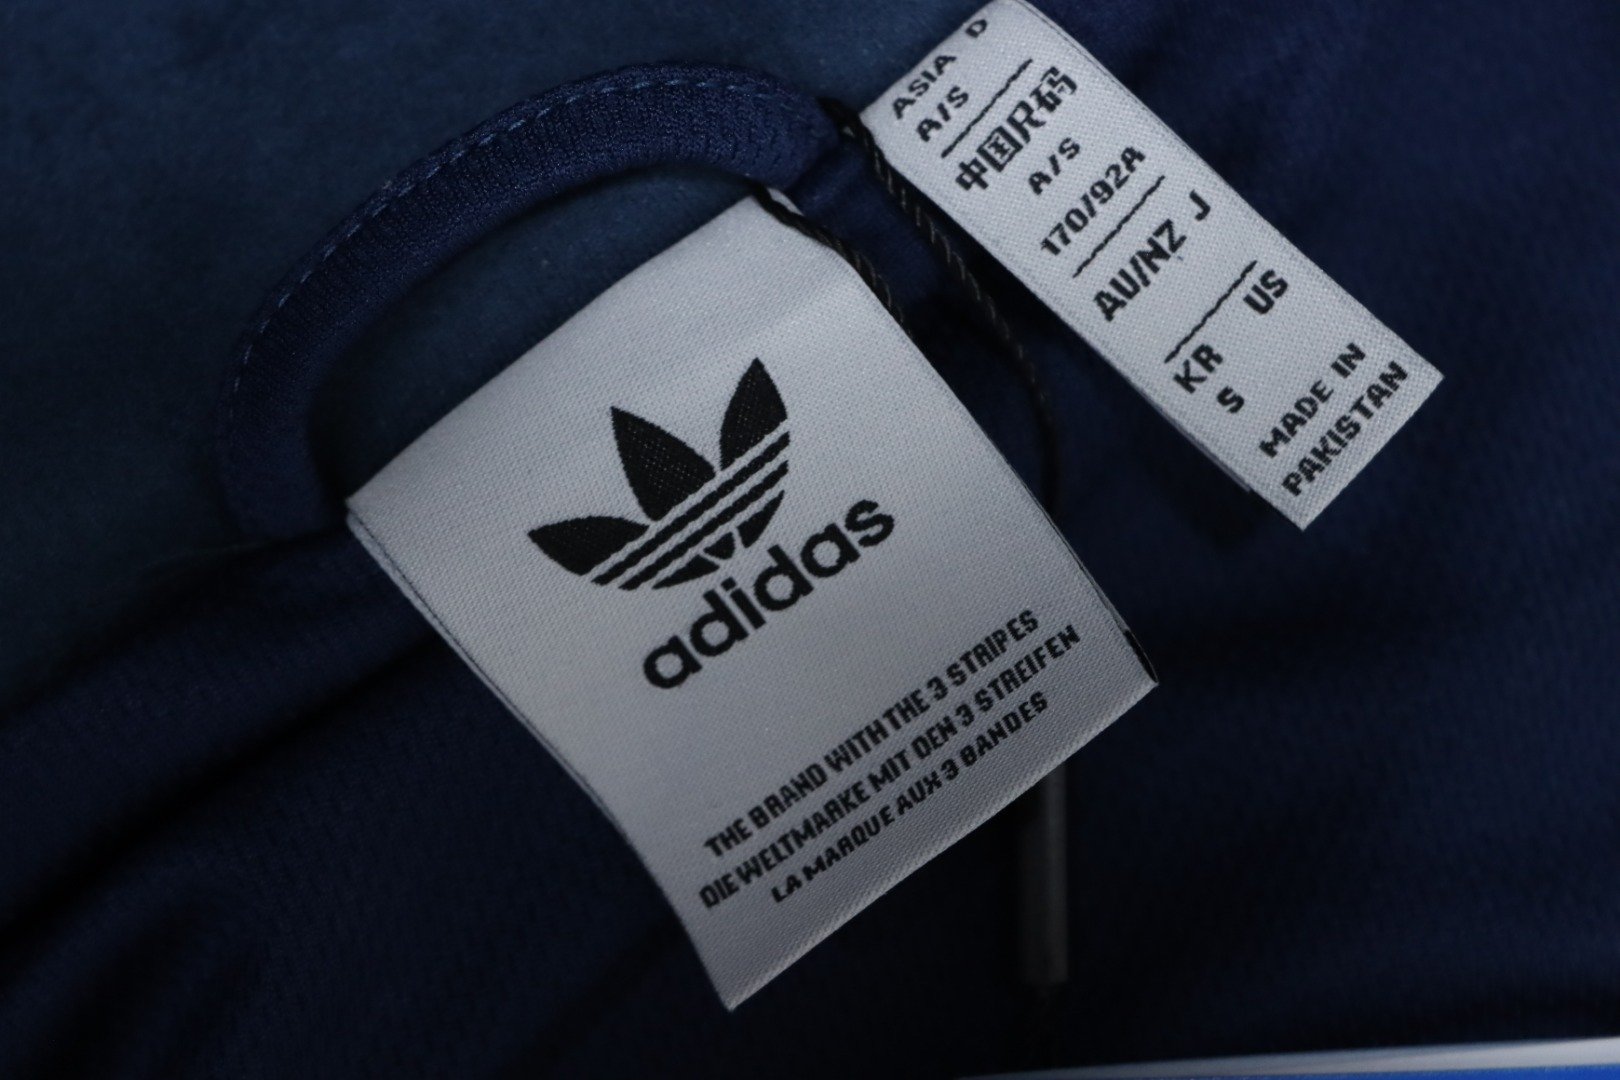 adidas
THE BRAND WITH THE 3 STRIPES
DIE WELTMARKE MIT DEN 3 STREIFEN
LA MARQUE AUX 3 BANDES
ASIA D
A/S
中国R码
A/S
170/92A
AU/NZ J
KR US
S
MADE IN
PAKISTAN